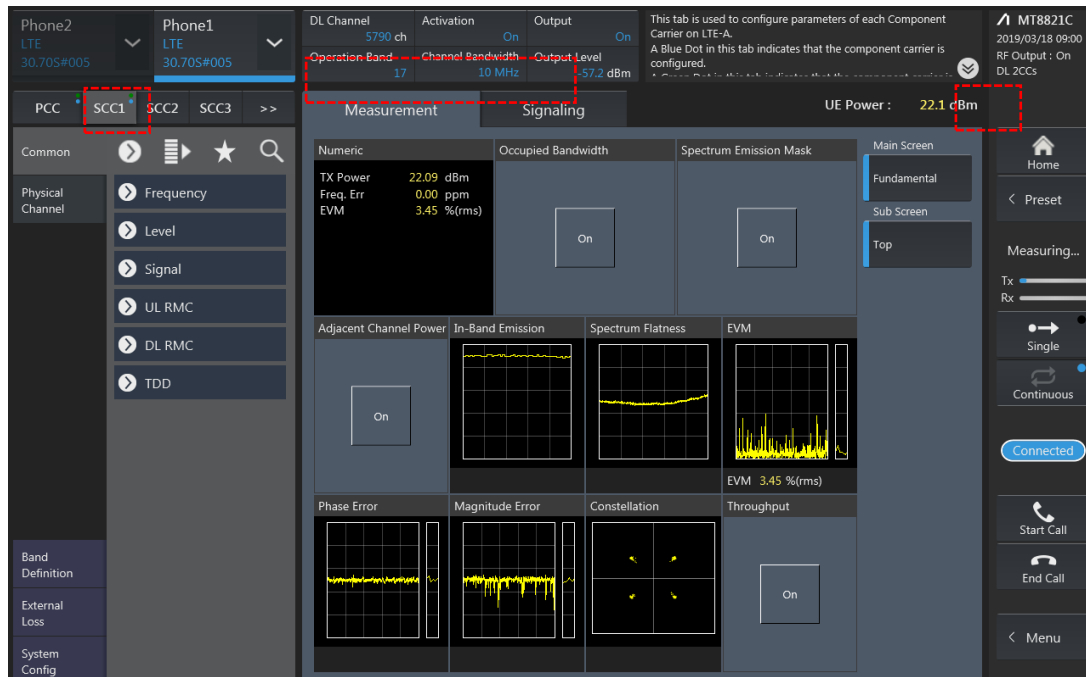 Phone2
LTE
30.70S#005
Phone1
LTE
30.70S#005
DL Channel
5790 ch
Activation
On
Output
On
Operation Band
17
Channel Bandwidth
10 MHz
Output Level
-57.2 dBm
This tab is used to configure parameters of each Component
Carrier on LTE-A.
A Blue Dot in this tab indicates that the component carrier is
configured.
MT8821C
2019/03/18 09:00
RF Output : On
DL 2CCs
PCC SCC1 SCC2 SCC3 >>
Measurement Signaling
UE Power : 22.1 dBm
Common
Physical
Channel
Frequency
Level
Signal
UL RMC
DL RMC
TDD
Band
Definition
External
Loss
System
Config
Numeric
TX Power 22.09 dBm
Freq. Err 0.00 ppm
EVM 3.45 %(rms)
Occupied Bandwidth
On
Spectrum Emission Mask
On
Main Screen
Fundamental
Sub Screen
Top
Adjacent Channel Power
On
In-Band Emission
Spectrum Flatness
EVM
EVM 3.45 %(rms)
Phase Error
Magnitude Error
Constellation
Throughput
On
Home
< Preset
Measuring...
Tx
Rx
Single
Continuous
Connected
Start Call
End Call
< Menu